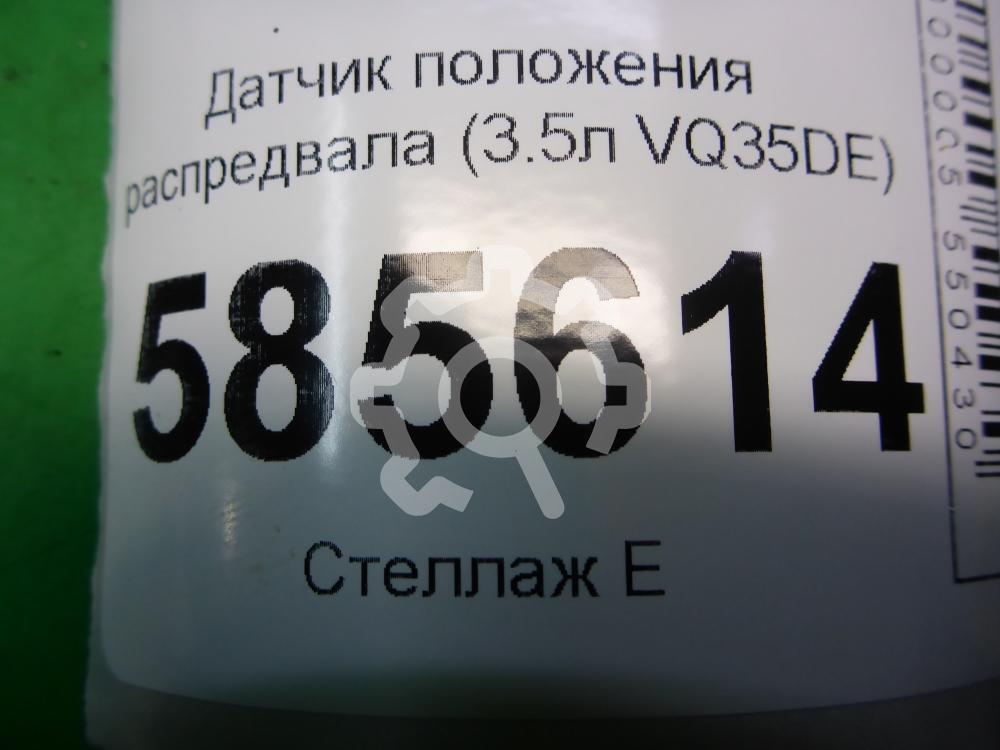 Датчик положения
распредвала (3.5л VQ35DE)
585614
Стеллаж Е